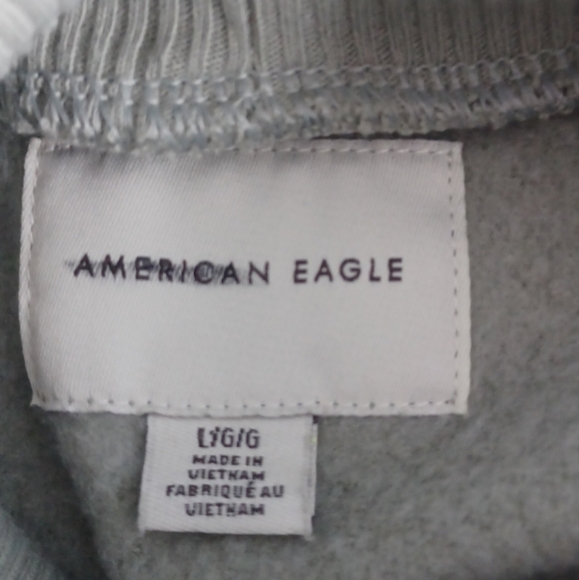 AMERICAN EAGLE
L/G/G
MADE IN
VIETNAM
FABRIQUÉ AU
VIETNAM